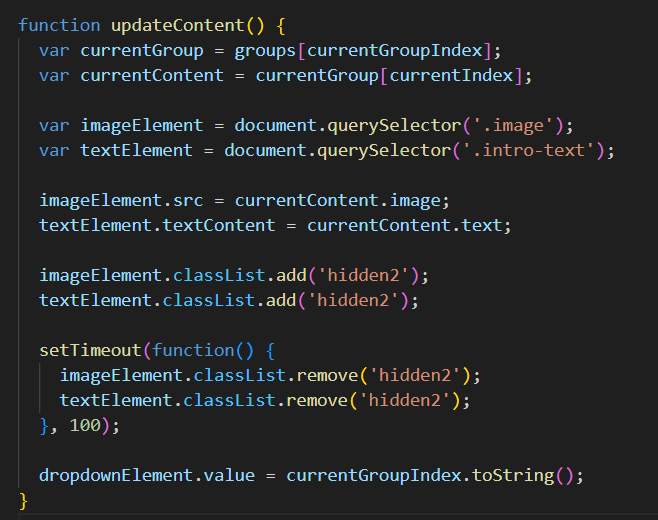 function updateContent() {
var currentGroup = groups[currentGroupIndex];
var currentContent = currentGroup[currentIndex];
var imageElement = document.querySelector('.image');
var textElement = document.querySelector('.intro-text');
imageElement.src = currentContent.image;
textElement.textContent = currentContent.text;
imageElement.classList.add('hidden2');
textElement.classList.add('hidden2');
setTimeout(function() {
imageElement.classList.remove('hidden2');
textElement.classList.remove('hidden2');
}, 100);
dropdownElement.value = currentGroupIndex.toString();
}